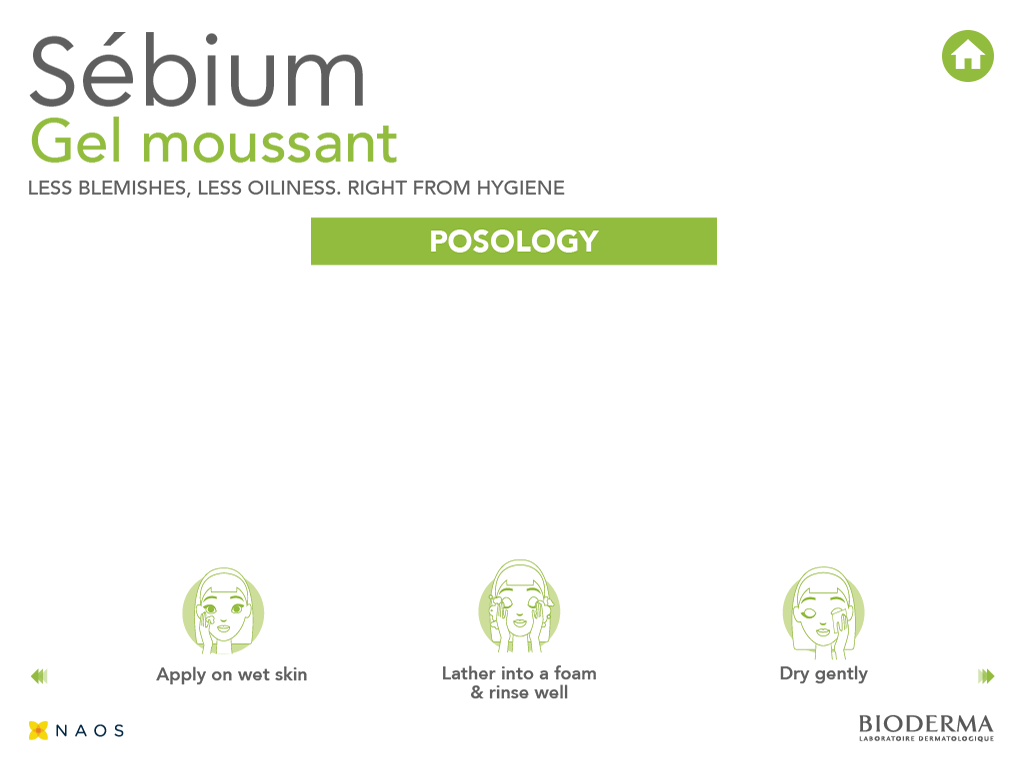 Sébium
Gel moussant
LESS BLEMISHES, LESS OILINESS. RIGHT FROM HYGIENE
POSOLOGY
Apply on wet skin
Lather into a foam
& rinse well
Dry gently
NAOS
BIODERMA
LABORATOIRE DERMATOLOGIQUE